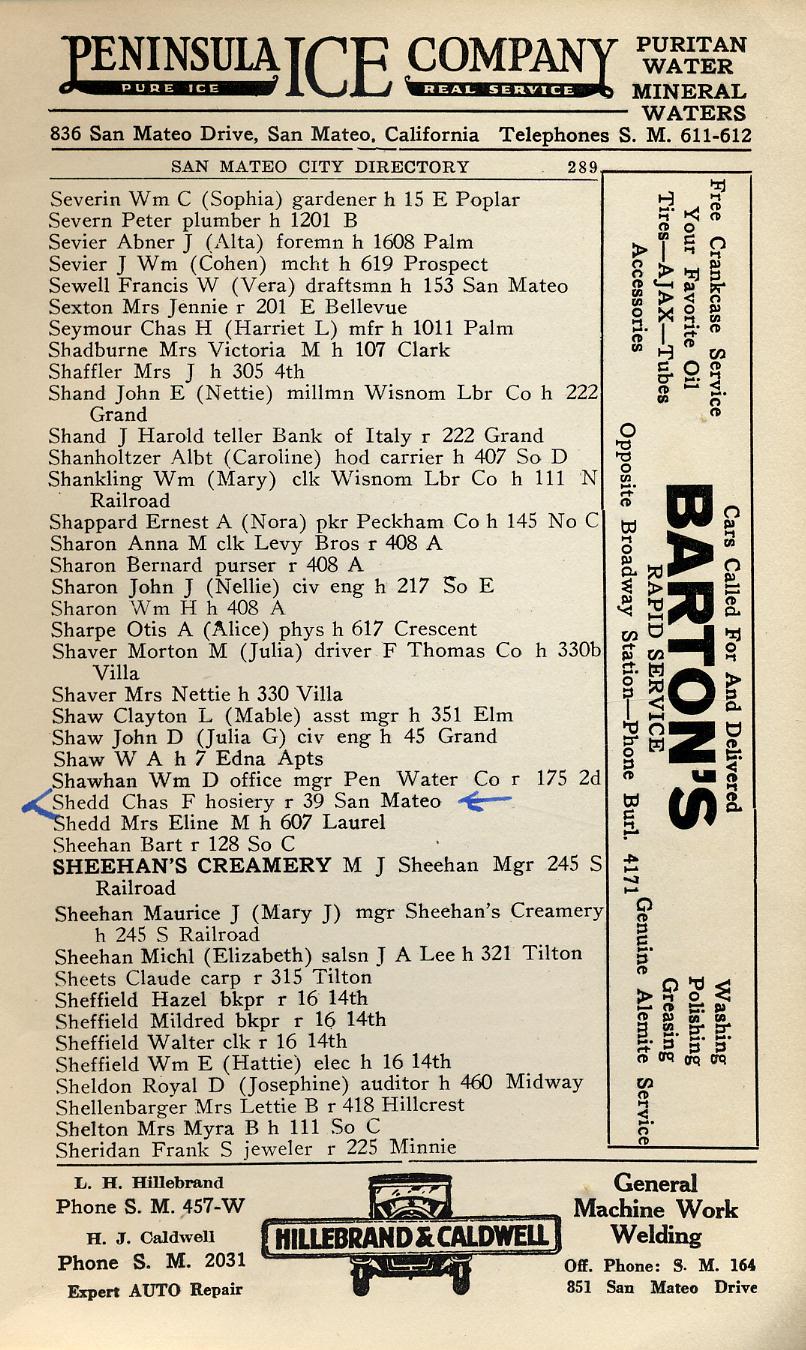 PENINSULA ICE COMPANY
PURE ICE REAL SERVICE
PURITAN
WATER
MINERAL
WATERS
836 San Mateo Drive, San Mateo, California Telephones S. M. 611-612
SAN MATEO CITY DIRECTORY 289
Severin Wm C (Sophia) gardener h 15 E Poplar
Severn Peter plumber h 1201 B
Sevier Abner J (Alta) foremn h 1608 Palm
Sevier J Wm (Cohen) mcht h 619 Prospect
Sewell Francis W (Vera) draftsmn h 153 San Mateo
Sexton Mrs Jennie r 201 E Bellevue
Seymour Chas H (Harriet L) mfr h 1011 Palm
Shadburne Mrs Victoria M h 107 Clark
Shaffler Mrs J h 305 4th
Shand John E (Nettie) millmn Wisnom Lbr Co h 222
Grand
Shand J Harold teller Bank of Italy r 222 Grand
Shanholtzer Albt (Caroline) hod carrier h 407 So D
Shankling Wm (Mary) clk Wisnom Lbr Co h 111 N
Railroad
Shappard Ernest A (Nora) pkr Peckham Co h 145 No C
Sharon Anna M clk Levy Bros r 408 A
Sharon Bernard purser r 408 A
Sharon John J (Nellie) civ eng h 217 So E
Sharon Wm H h 408 A
Sharpe Otis A (Alice) phys h 617 Crescent
Shaver Morton M (Julia) driver F Thomas Co h 330b
Villa
Shaver Mrs Nettie h 330 Villa
Shaw Clayton L (Mable) asst mgr h 351 Elm
Shaw John D (Julia G) civ eng h 45 Grand
Shaw W A h 7 Edna Apts
Shawhan Wm D office mgr Pen Water Co r 175 2d
Shedd Chas F hosiery r 39 San Mateo
Shedd Mrs Eline M h 607 Laurel
Sheehan Bart r 128 So C
SHEEHAN'S CREAMERY M J Sheehan Mgr 245 S
Railroad
Sheehan Maurice J (Mary J) mgr Sheehan's Creamery
h 245 S Railroad
Sheehan Michl (Elizabeth) salsn J A Lee h 321 Tilton
Sheets Claude carp r 315 Tilton
Sheffield Hazel bkpr r 16 14th
Sheffield Mildred bkpr r 16 14th
Sheffield Walter clk r 16 14th
Sheffield Wm E (Hattie) elec h 16 14th
Sheldon Royal D (Josephine) auditor h 460 Midway
Shellenbarger Mrs Lettie B r 418 Hillcrest
Shelton Mrs Myra B h 111 So C
Sheridan Frank S jeweler r 225 Minnie
Free Crankcase Service
Your Favorite Oil
Tires—AJAX—Tubes
Accessories
Cars Called For And Delivered
BARTON'S
RAPID SERVICE
Opposite Broadway Station—Phone Burl. 4171
Washing
Polishing
Greasing
Genuine Alemite Service
L. H. Hillebrand
Phone S. M. 457-W
H. J. Caldwell
Phone S. M. 2031
Expert AUTO Repair
HILLEBRAND & CALDWELL
General
Machine Work
Welding
Off. Phone: S. M. 164
851 San Mateo Drive